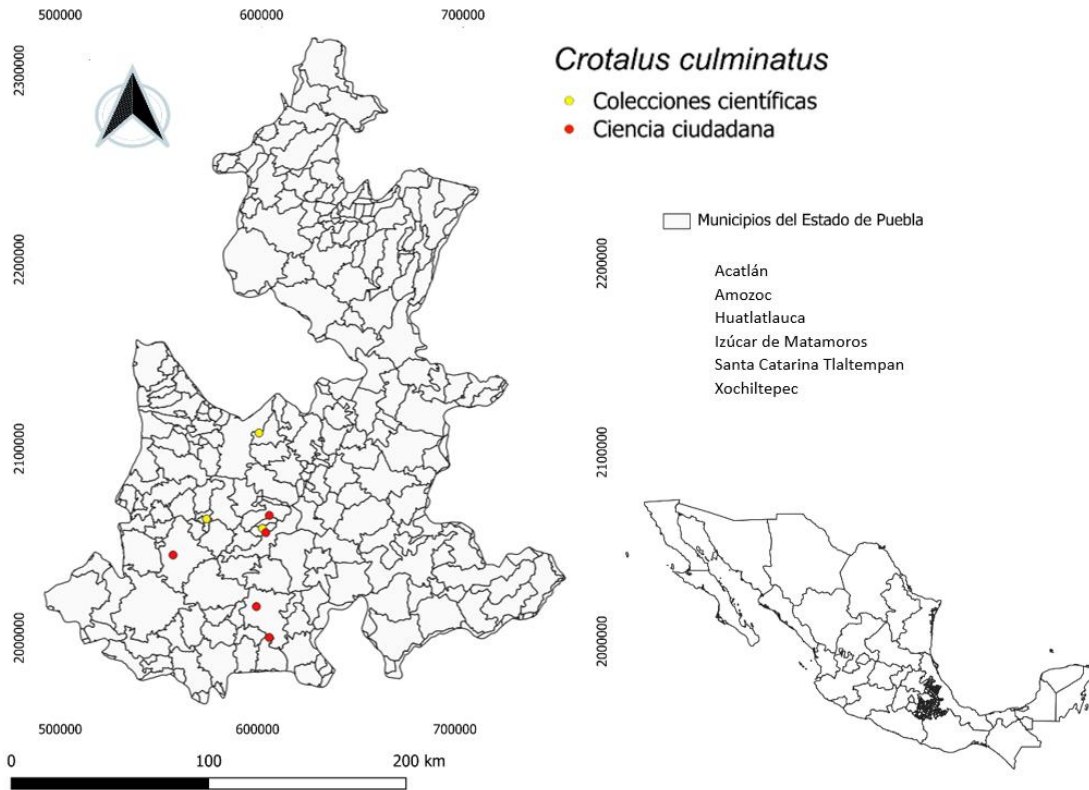 500000 600000 700000
2300000
2200000
2100000
2000000
500000 600000 700000
0 100 200 km
Crotalus culminatus
Colecciones científicas
Ciencia ciudadana
Municipios del Estado de Puebla
Acatlán
Amozoc
Huatlatlauca
Izúcar de Matamoros
Santa Catarina Tlaltempan
Xochiltepec
2200000
2100000
2000000